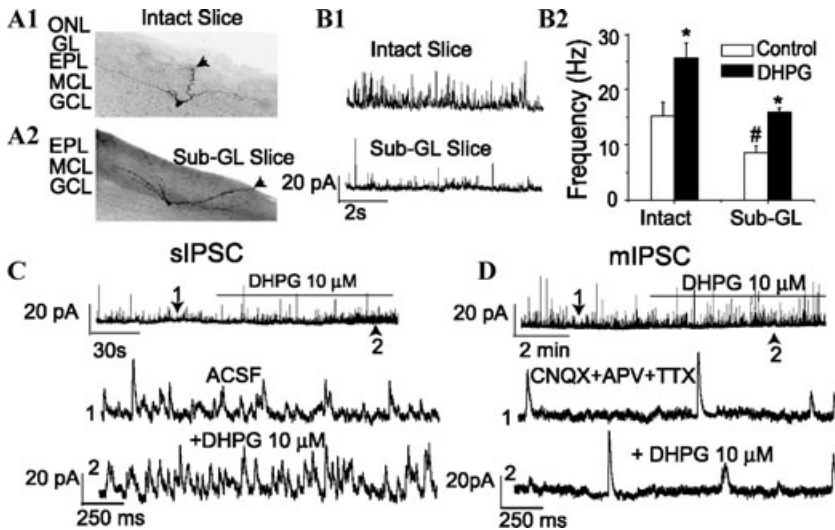 A1 Intact Slice
ONL
GL
EPL
MCL
GCL
A2
EPL
MCL
GCL
Sub-GL Slice
B1
Intact Slice
Sub-GL Slice
20 pA
2s
B2
Frequency (Hz)
30
20
10
0
* Control
DHPG
#
*
Intact Sub-GL
C sIPSC
DHPG 10 µM
1
20 pA
2
30s
ACSF
1
+DHPG 10 µM
2
20 pA
250 ms
D mIPSC
DHPG 10 µM
1
20 pA
2
2 min
CNQX+APV+TTX
1
+ DHPG 10 µM
2
20pA
250 ms